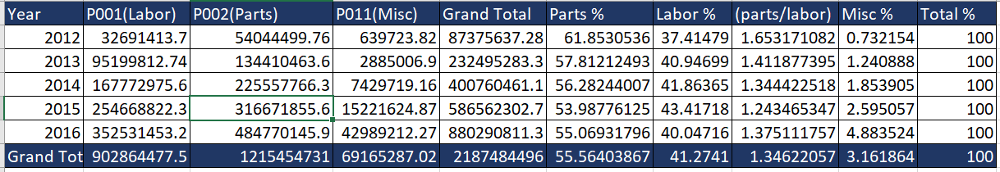 Year P001(Labor) P002(Parts) P011(Misc) Grand Total Parts % Labor % (parts/labor) Misc % Total %
2012 32691413.7 54044499.76 639723.82 87375637.28 61.8530536 37.41479 1.653171082 0.732154 100
2013 95199812.74 134410463.6 2885006.9 232495283.3 57.81212493 40.94699 1.411877395 1.240888 100
2014 167772975.6 225557766.3 7429719.16 400760461.1 56.28244007 41.86365 1.344422518 1.853905 100
2015 254668822.3 316671855.6 15221624.87 586562302.7 53.98776125 43.41718 1.243465347 2.595057 100
2016 352531453.2 484770145.9 42989212.27 880290811.3 55.06931796 40.04716 1.375111757 4.883524 100
Grand Tot 902864477.5 1215454731 69165287.02 2187484496 55.56403867 41.2741 1.34622057 3.161864 100